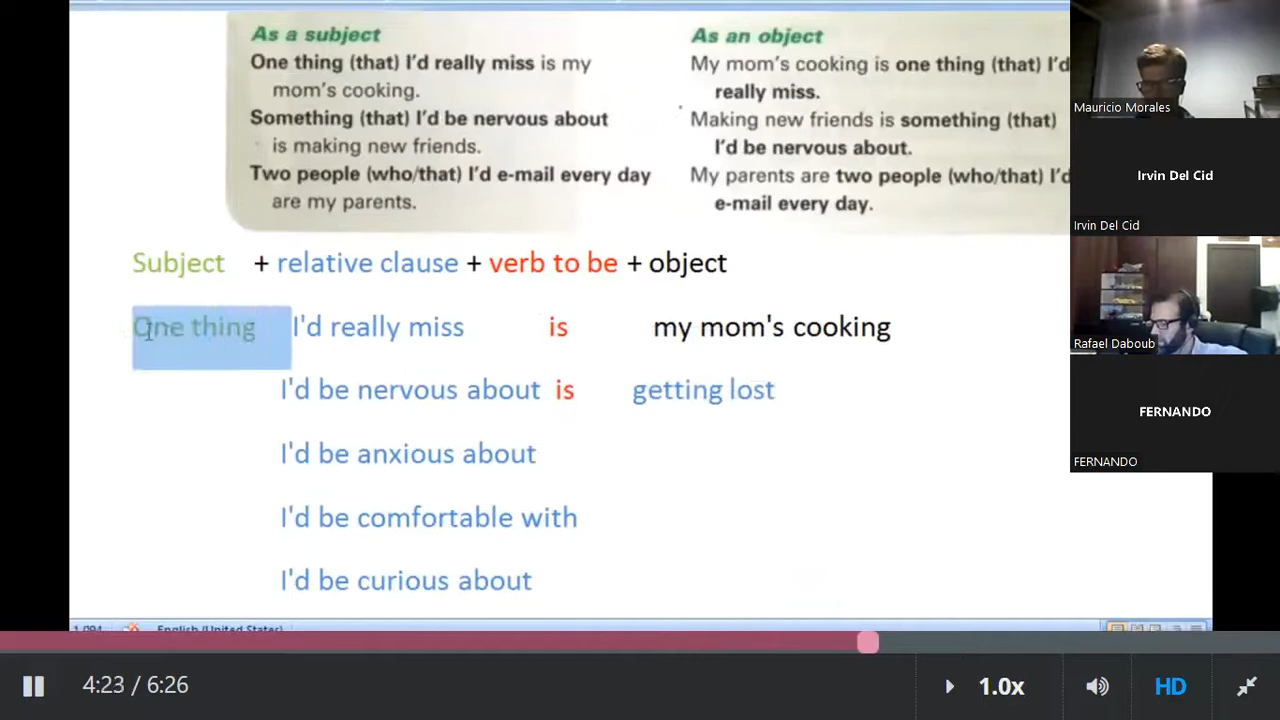 As a subject
One thing (that) I'd really miss is my
mom's cooking.
Something (that) I'd be nervous about
is making new friends.
Two people (who/that) I'd e-mail every day
are my parents.
As an object
My mom's cooking is one thing (that) I'd
really miss.
Making new friends is something (that)
I'd be nervous about.
My parents are two people (who/that) I'd
e-mail every day.
Subject + relative clause + verb to be + object
One thing I'd really miss is my mom's cooking
I'd be nervous about is getting lost
I'd be anxious about
I'd be comfortable with
I'd be curious about
English (United States)
Mauricio Morales
Irvin Del Cid
Irvin Del Cid
Rafael Daboub
FERNANDO
FERNANDO
4:23 / 6:26
1.0x
HD